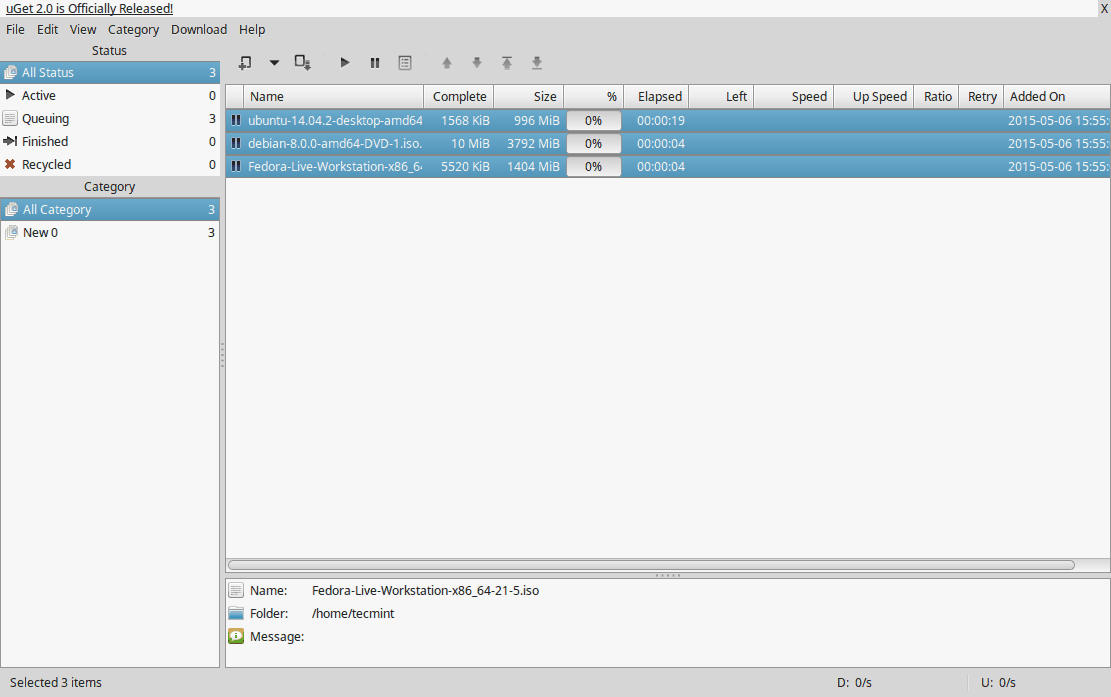 uGet 2.0 is Officially Released! X
File Edit View Category Download Help
Status
All Status 3
Active 0
Queuing 3
Finished 0
Recycled 0
Category
All Category 3
New 0 3
Name Complete Size % Elapsed Left Speed Up Speed Ratio Retry Added On
ubuntu-14.04.2-desktop-amd64 1568 KiB 996 MiB 0% 00:00:19 2015-05-06 15:55:
debian-8.0.0-amd64-DVD-1.iso. 10 MiB 3792 MiB 0% 00:00:04 2015-05-06 15:55:
Fedora-Live-Workstation-x86_6 5520 KiB 1404 MiB 0% 00:00:04 2015-05-06 15:55:
Name: Fedora-Live-Workstation-x86_64-21-5.iso
Folder: /home/tecmint
Message:
Selected 3 items D: 0/s U: 0/s